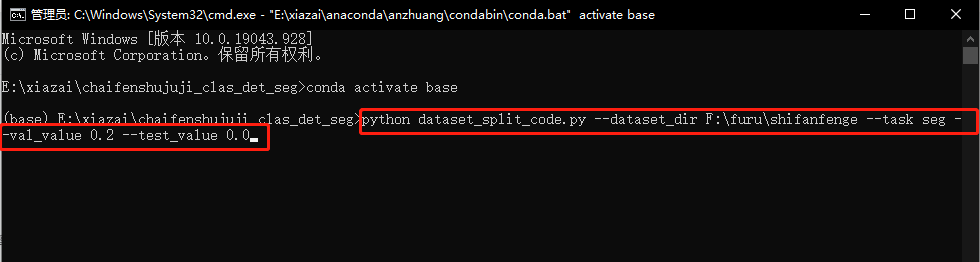 管理员: C:\Windows\System32\cmd.exe - "E:\xiazai\anaconda\anzhuang\condabin\conda.bat" activate base
Microsoft Windows [版本 10.0.19043.928]
(c) Microsoft Corporation。保留所有权利。
E:\xiazai\chaifenshujuji_clas_det_seg>conda activate base
(base) E:\xiazai\chaifenshujuji_clas_det_seg>python dataset_split_code.py --dataset_dir F:\furu\shifanfenge --task seg -
-val_value 0.2 --test_value 0.0